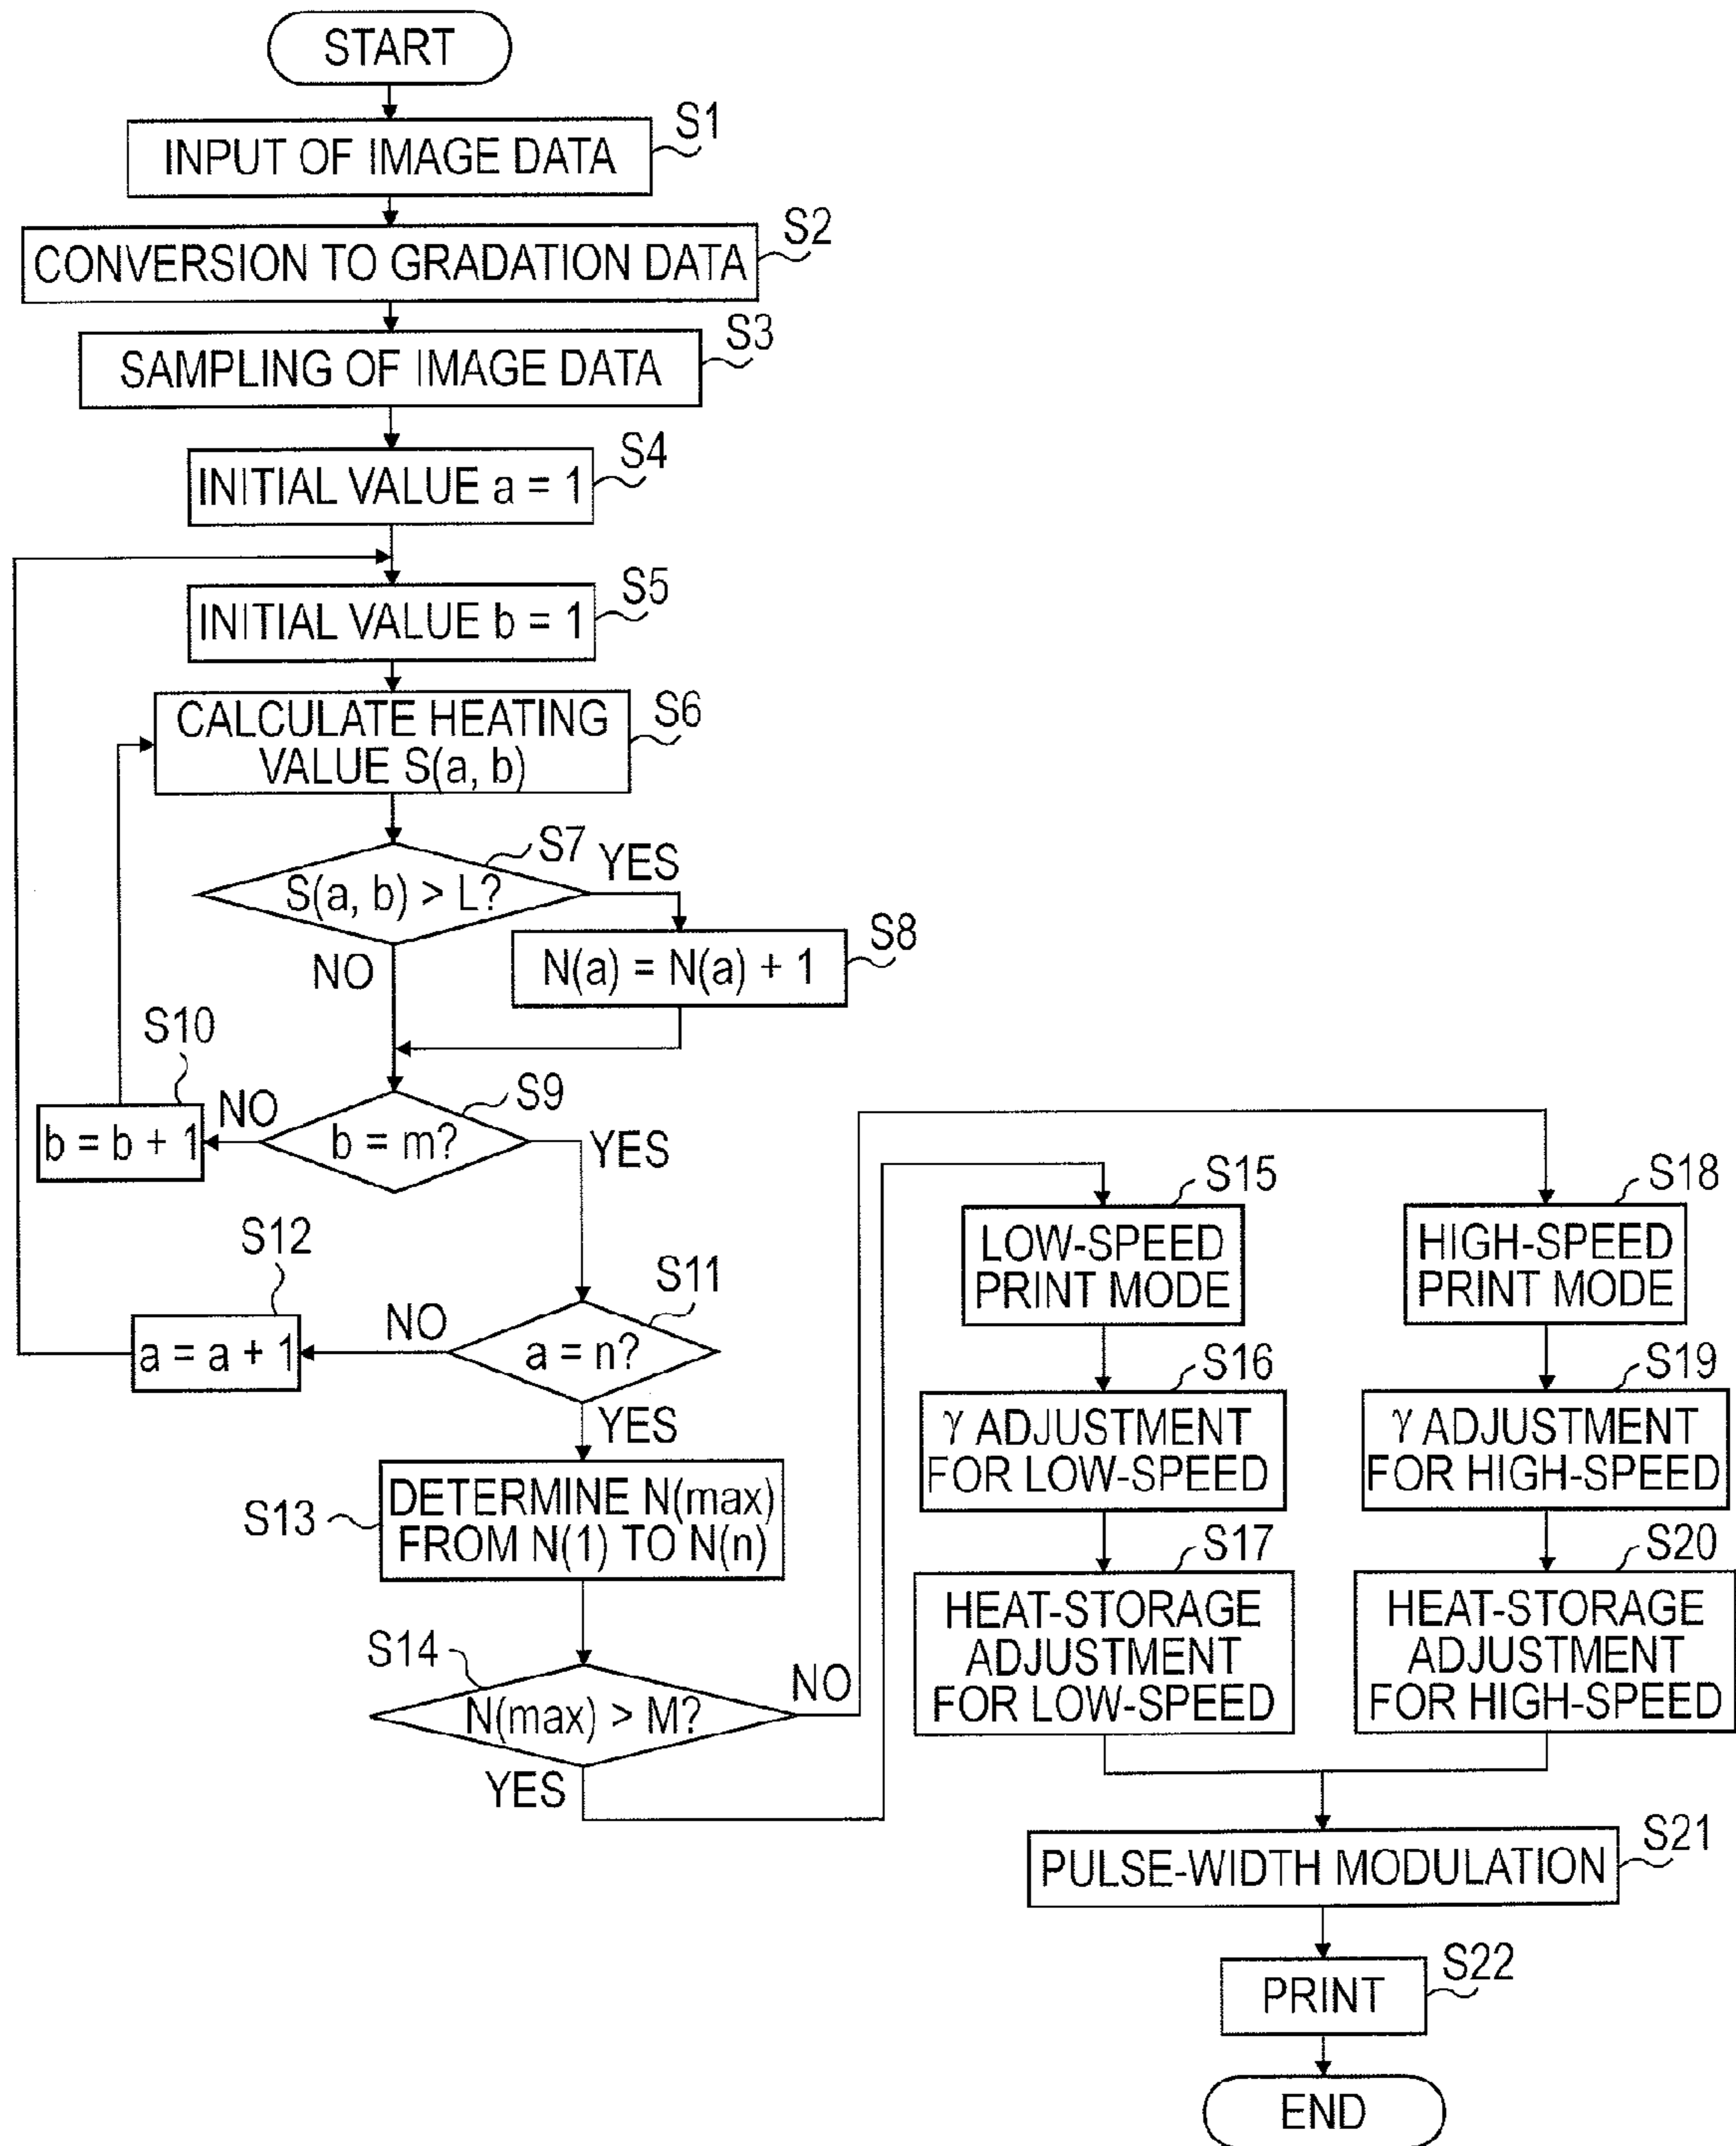 START
INPUT OF IMAGE DATA
S1
CONVERSION TO GRADATION DATA
S2
SAMPLING OF IMAGE DATA
S3
INITIAL VALUE a = 1
S4
INITIAL VALUE b = 1
S5
CALCULATE HEATING
VALUE S(a, b)
S6
S(a, b) > L?
S7
YES
NO
N(a) = N(a) + 1
S8
b = m?
S9
NO
YES
b = b + 1
S10
a = n?
S11
NO
YES
a = a + 1
S12
DETERMINE N(max)
FROM N(1) TO N(n)
S13
N(max) > M?
S14
NO
YES
LOW-SPEED
PRINT MODE
S15
γ ADJUSTMENT
FOR LOW-SPEED
S16
HEAT-STORAGE
ADJUSTMENT
FOR LOW-SPEED
S17
HIGH-SPEED
PRINT MODE
S18
γ ADJUSTMENT
FOR HIGH-SPEED
S19
HEAT-STORAGE
ADJUSTMENT
FOR HIGH-SPEED
S20
PULSE-WIDTH MODULATION
S21
PRINT
S22
END